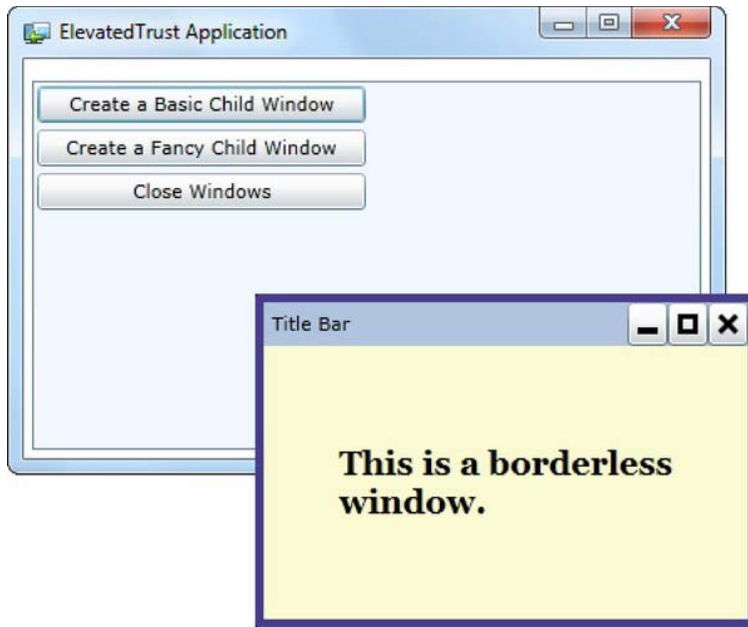 ElevatedTrust Application
Create a Basic Child Window
Create a Fancy Child Window
Close Windows
Title Bar
This is a borderless
window.